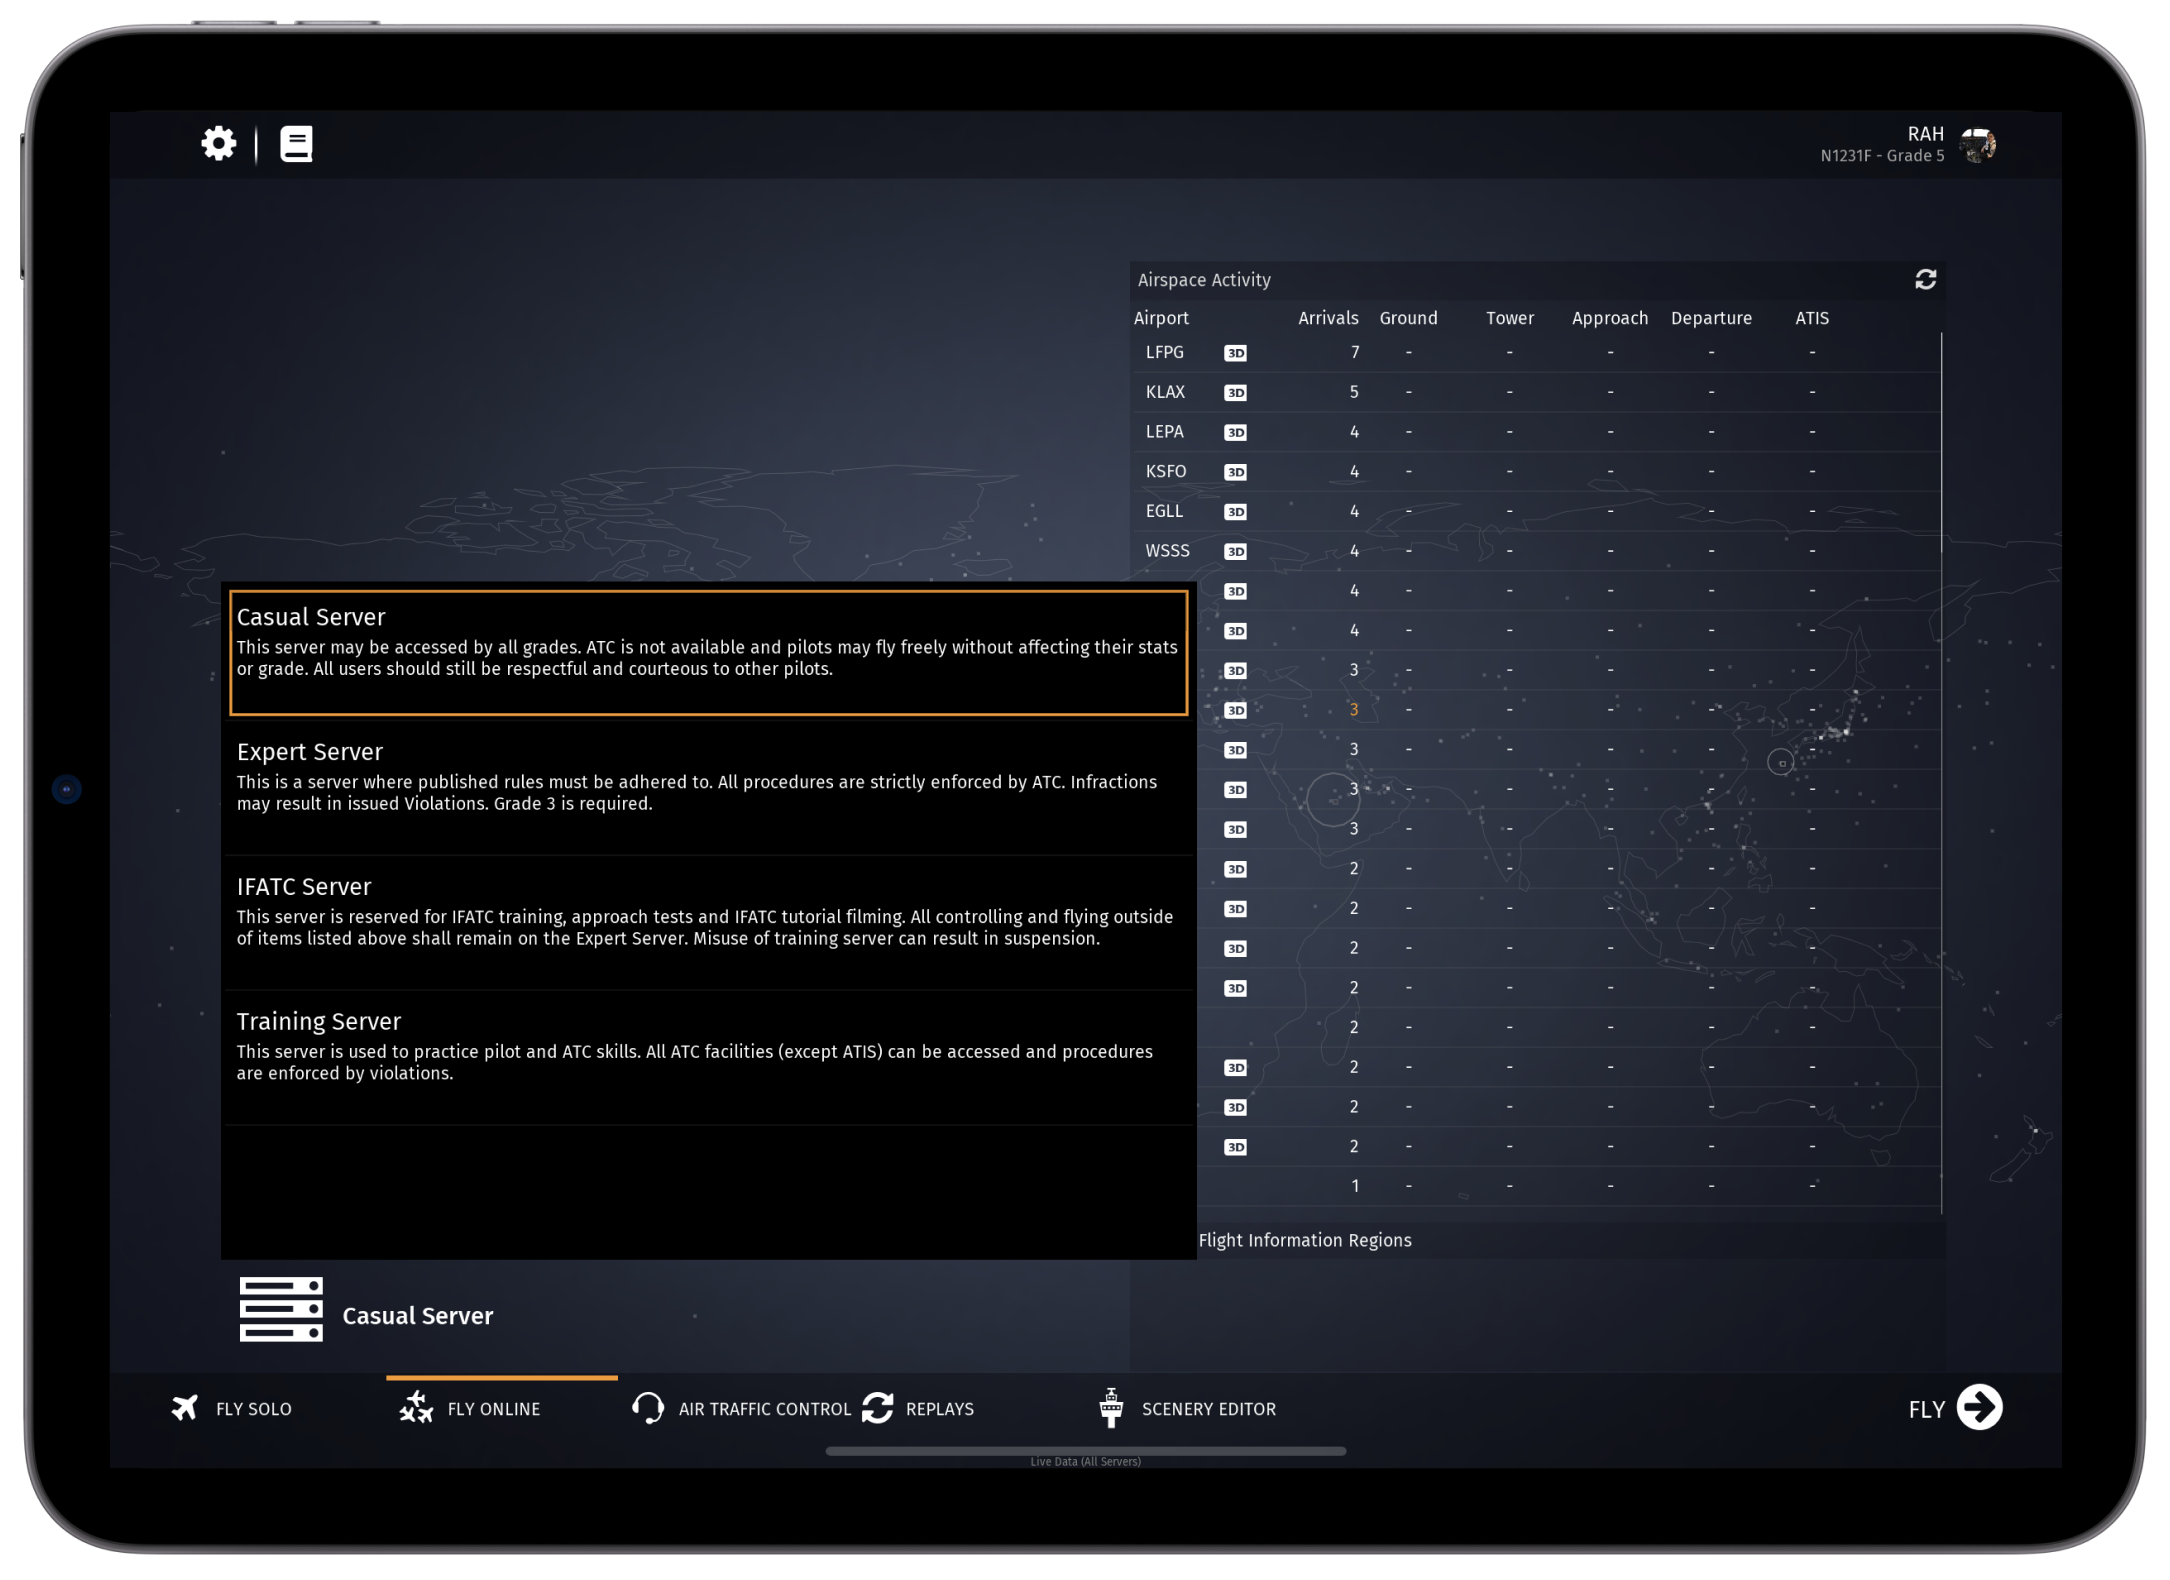 RAH
N1231F - Grade 5
Airspace Activity
Airport Arrivals Ground Tower Approach Departure ATIS
LFPG 3D 7 - - - - -
KLAX 3D 5 - - - - -
LEPA 3D 4 - - - - -
KSFO 3D 4 - - - - -
EGLL 3D 4 - - - - -
WSSS 3D 4 - - - - -
3D 4 - - - - -
3D 4 - - - - -
3D 3 - - - - -
3D 3 - - - - -
3D 3 - - - - -
3D 3 - - - - -
3D 3 - - - - -
3D 2 - - - - -
3D 2 - - - - -
3D 2 - - - - -
3D 2 - - - - -
2 - - - - -
3D 2 - - - - -
3D 2 - - - - -
3D 2 - - - - -
1 - - - - -
Flight Information Regions
Casual Server
This server may be accessed by all grades. ATC is not available and pilots may fly freely without affecting their stats
or grade. All users should still be respectful and courteous to other pilots.
Expert Server
This is a server where published rules must be adhered to. All procedures are strictly enforced by ATC. Infractions
may result in issued Violations. Grade 3 is required.
IFATC Server
This server is reserved for IFATC training, approach tests and IFATC tutorial filming. All controlling and flying outside
of items listed above shall remain on the Expert Server. Misuse of training server can result in suspension.
Training Server
This server is used to practice pilot and ATC skills. All ATC facilities (except ATIS) can be accessed and procedures
are enforced by violations.
Casual Server
FLY SOLO
FLY ONLINE
AIR TRAFFIC CONTROL
REPLAYS
SCENERY EDITOR
FLY
Live Data (All Servers)